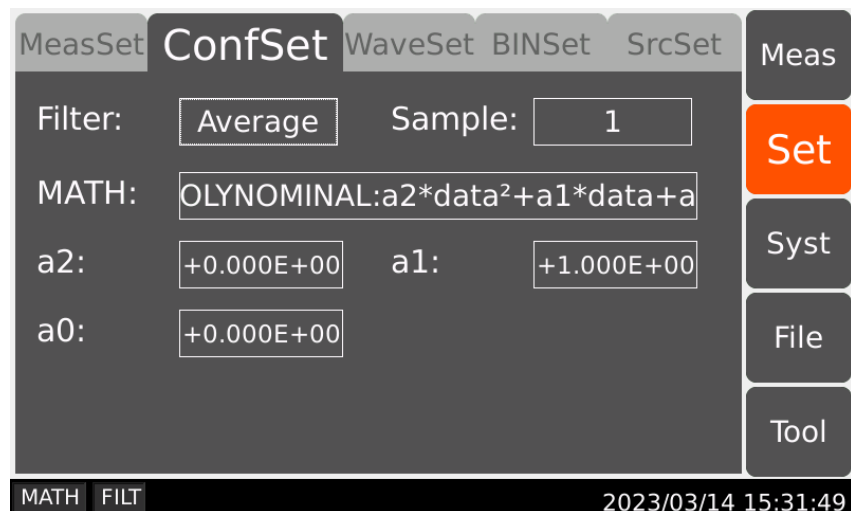 MeasSet ConfSet WaveSet BINSet SrcSet
Meas
Filter: Average Sample: 1
Set
MATH: OLYNOMINAL:a2*data²+a1*data+a
a2: +0.000E+00 a1: +1.000E+00
Syst
a0: +0.000E+00
File
Tool
MATH FILT 2023/03/14 15:31:49